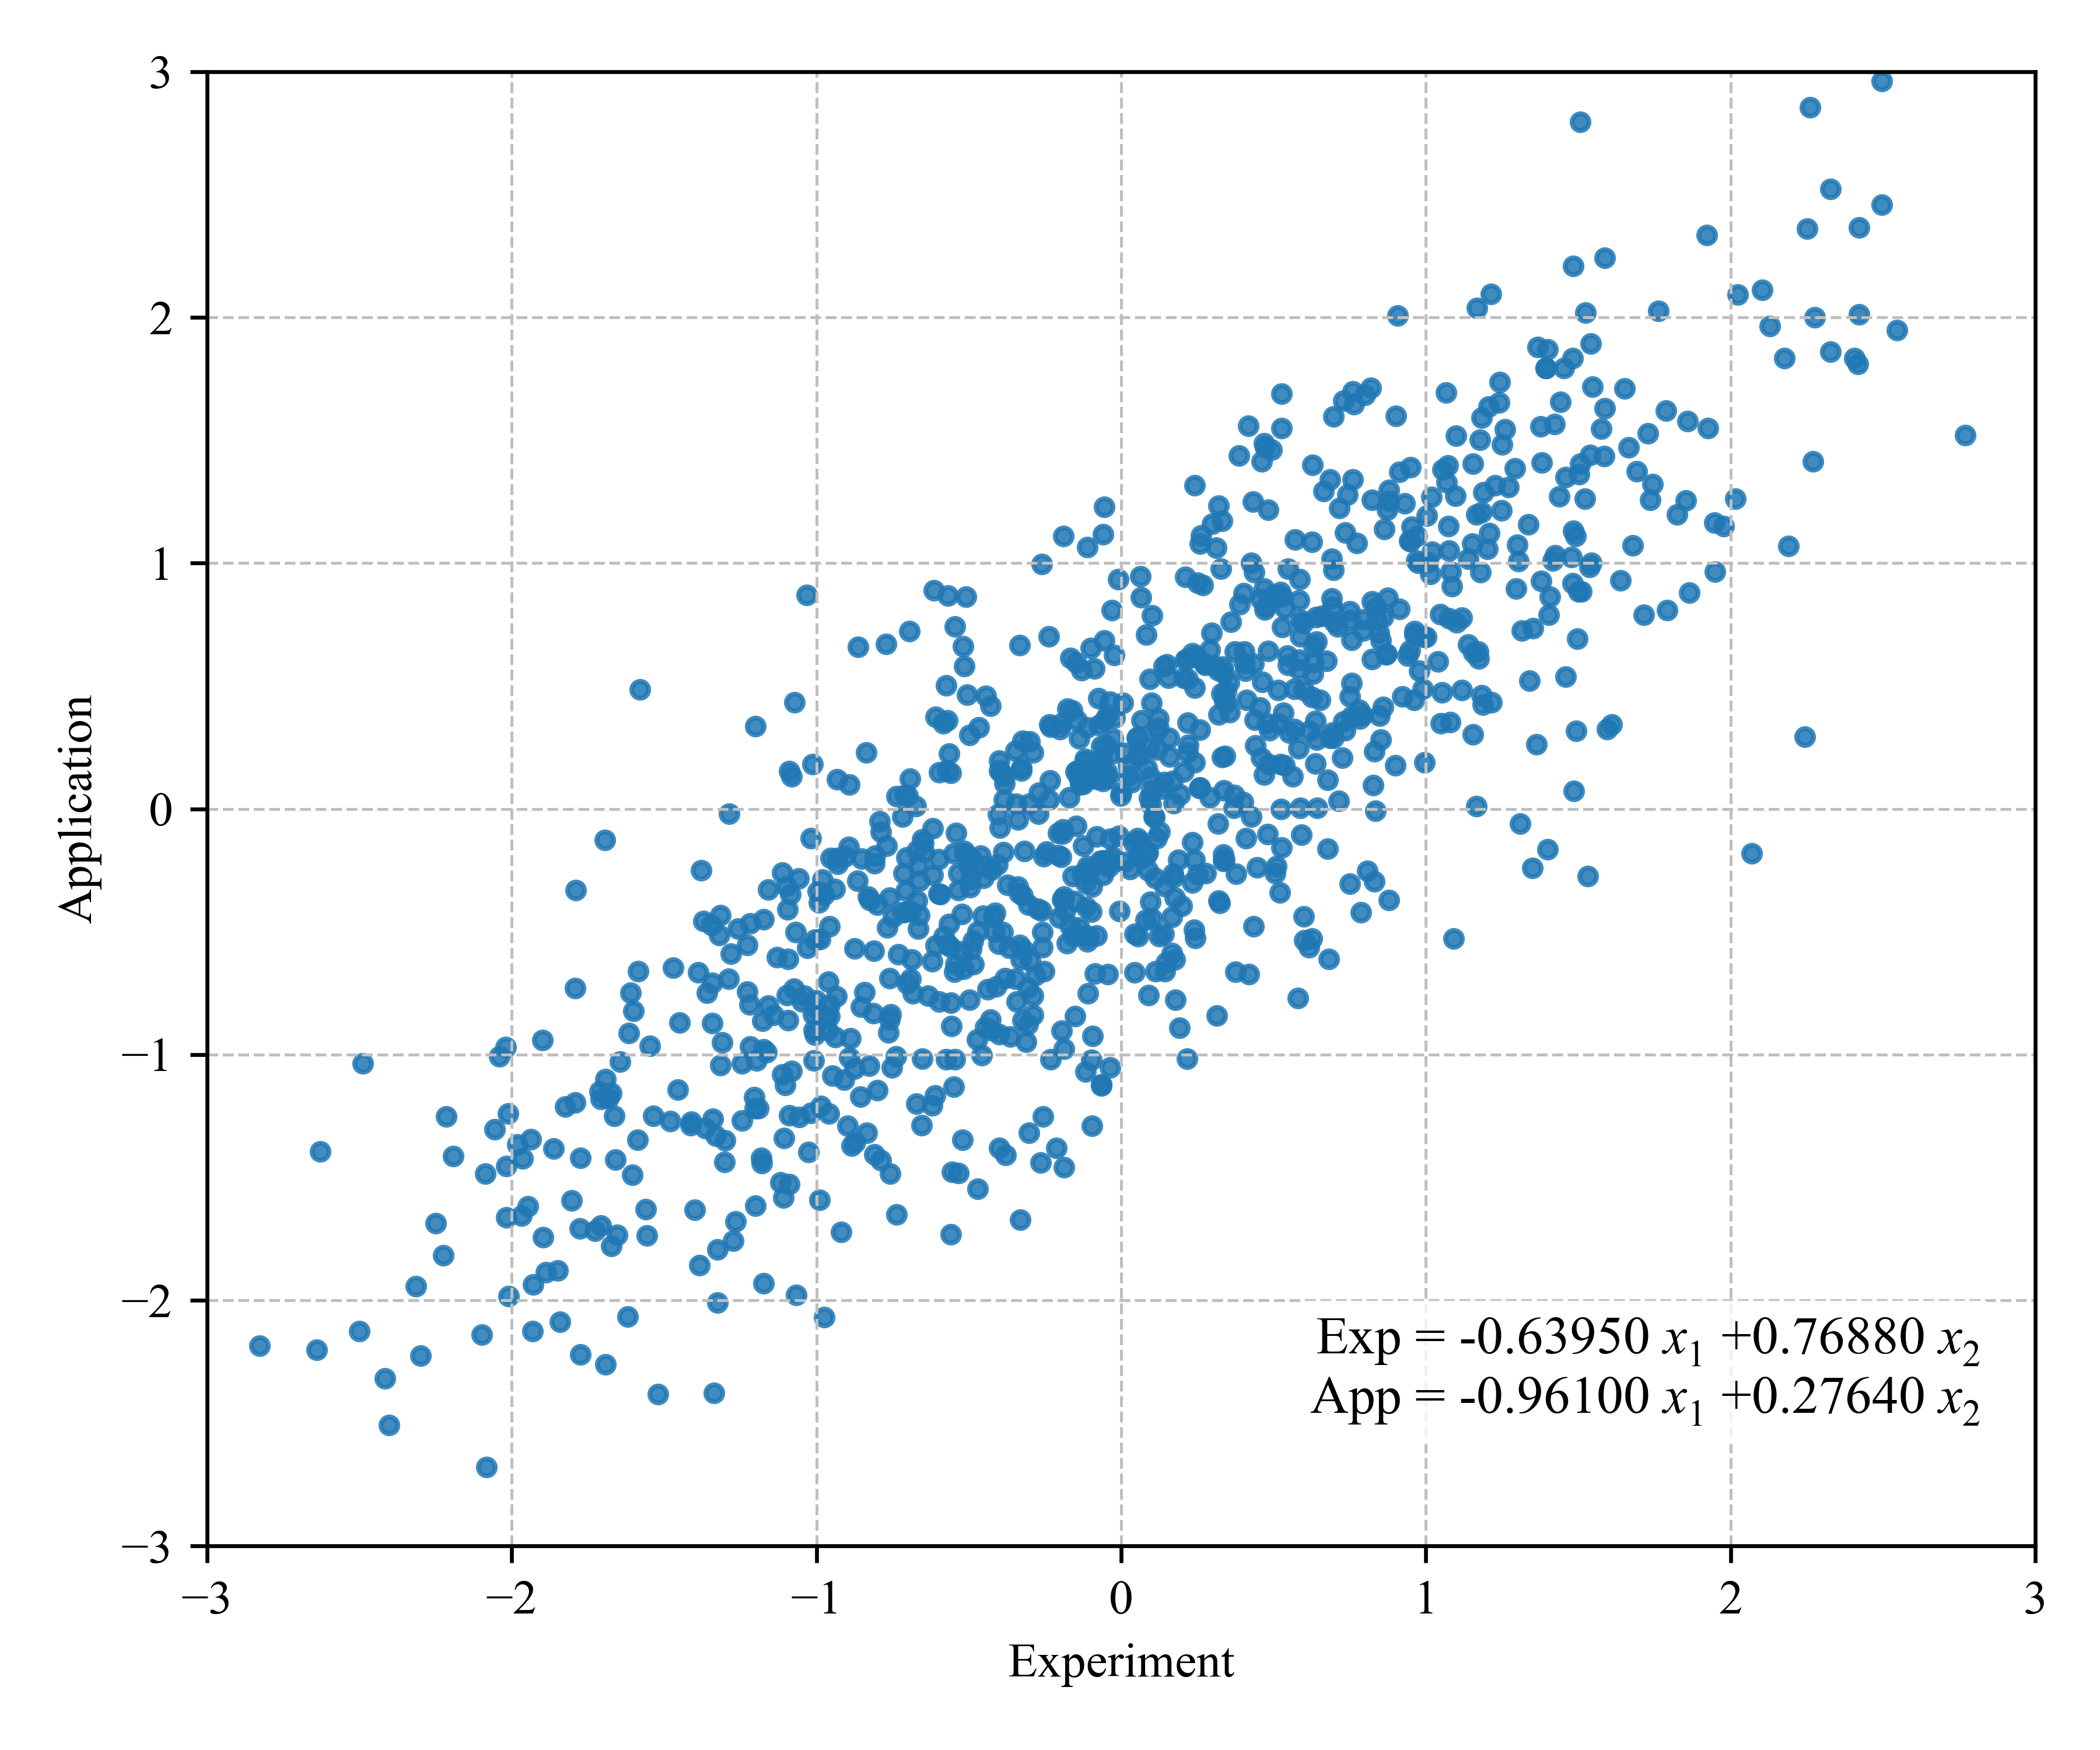 3
2
1
0
−1
−2
−3
Application
Exp = -0.63950 x₁ +0.76880 x₂
App = -0.96100 x₁ +0.27640 x₂
−3 −2 −1 0 1 2 3
Experiment